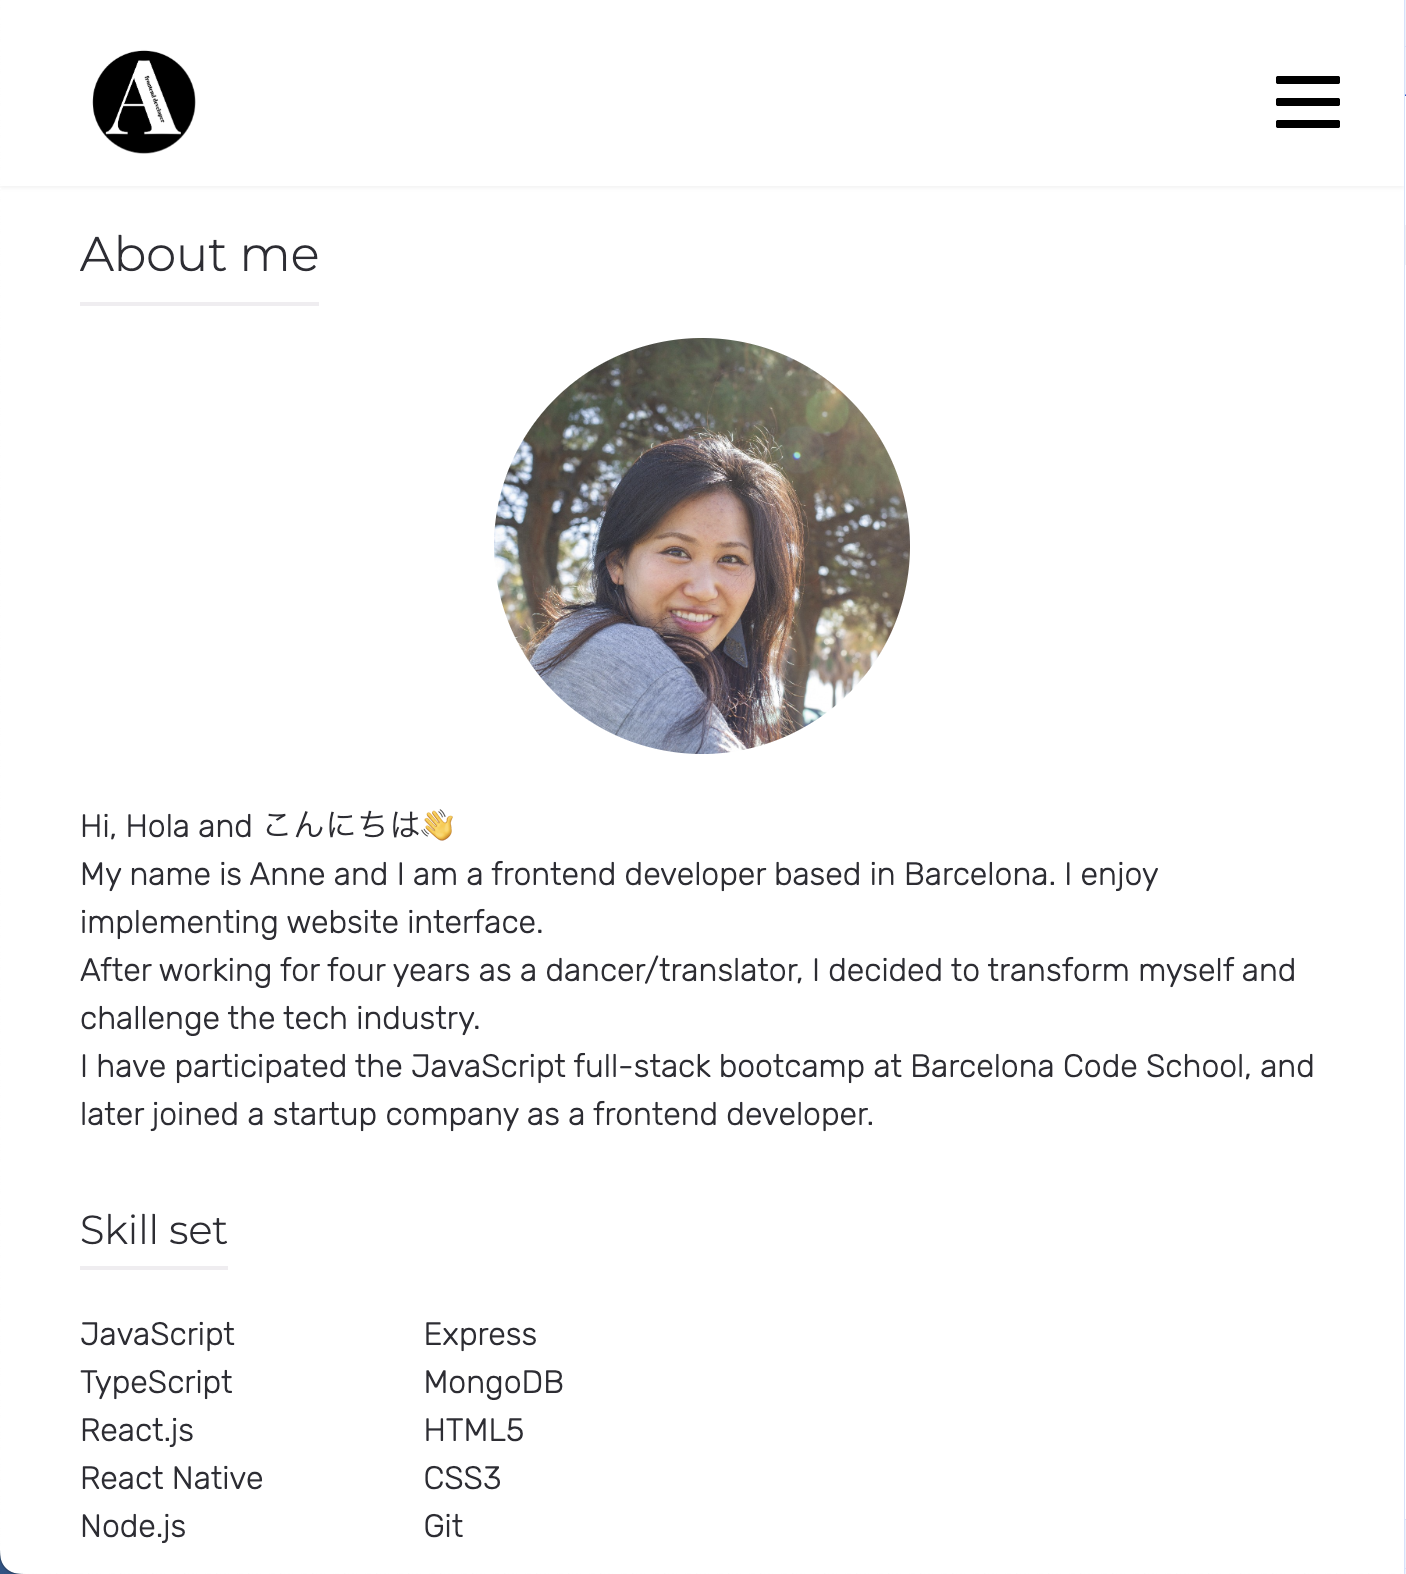 A
frontend developer
About me
Hi, Hola and こんにちは👋
My name is Anne and I am a frontend developer based in Barcelona. I enjoy
implementing website interface.
After working for four years as a dancer/translator, I decided to transform myself and
challenge the tech industry.
I have participated the JavaScript full-stack bootcamp at Barcelona Code School, and
later joined a startup company as a frontend developer.
Skill set
JavaScript
TypeScript
React.js
React Native
Node.js
Express
MongoDB
HTML5
CSS3
Git